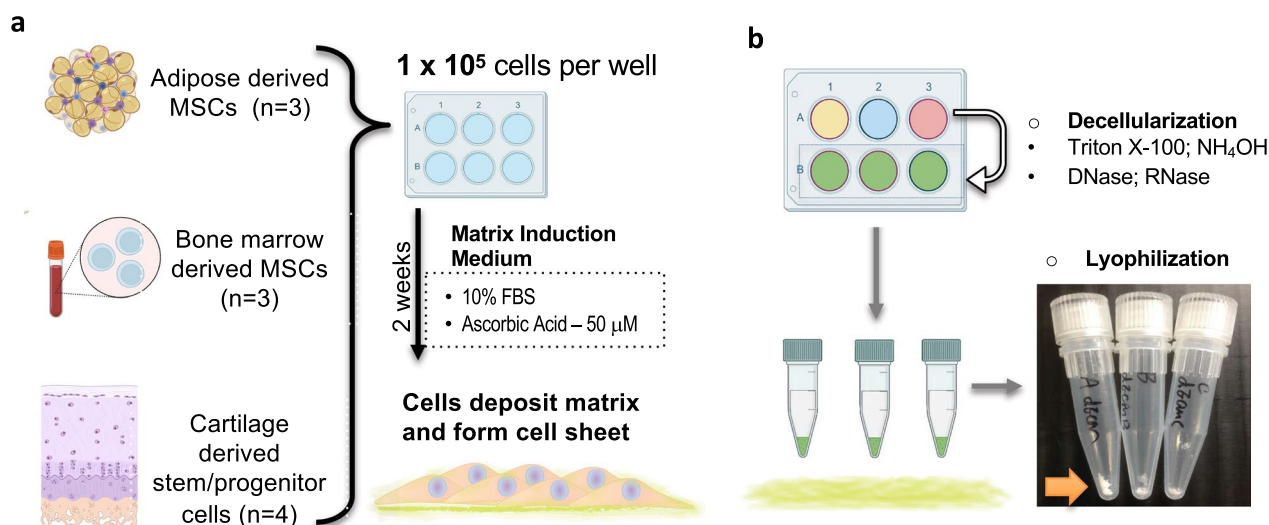 a
Adipose derived
MSCs (n=3)
Bone marrow
derived MSCs
(n=3)
Cartilage
derived
stem/progenitor
cells (n=4)
1 x 10⁵ cells per well
1 2 3
A
B
2 weeks
Matrix Induction
Medium
• 10% FBS
• Ascorbic Acid – 50 μM
Cells deposit matrix
and form cell sheet
b
1 2 3
A
B
○ Decellularization
• Triton X-100; NH₄OH
• DNase; RNase
○ Lyophilization
A
B
C